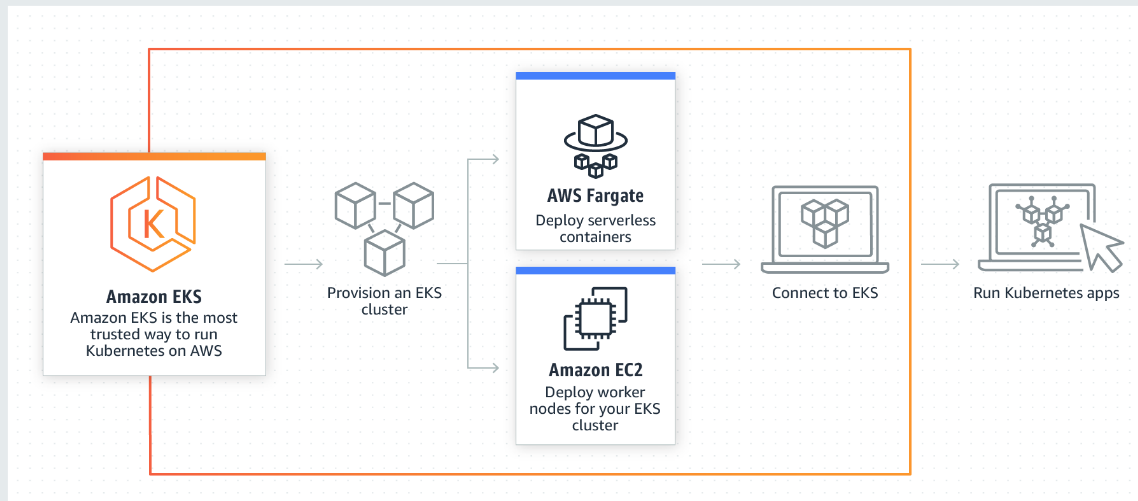 K
Amazon EKS
Amazon EKS is the most
trusted way to run
Kubernetes on AWS
Provision an EKS
cluster
AWS Fargate
Deploy serverless
containers
Amazon EC2
Deploy worker
nodes for your EKS
cluster
Connect to EKS
Run Kubernetes apps